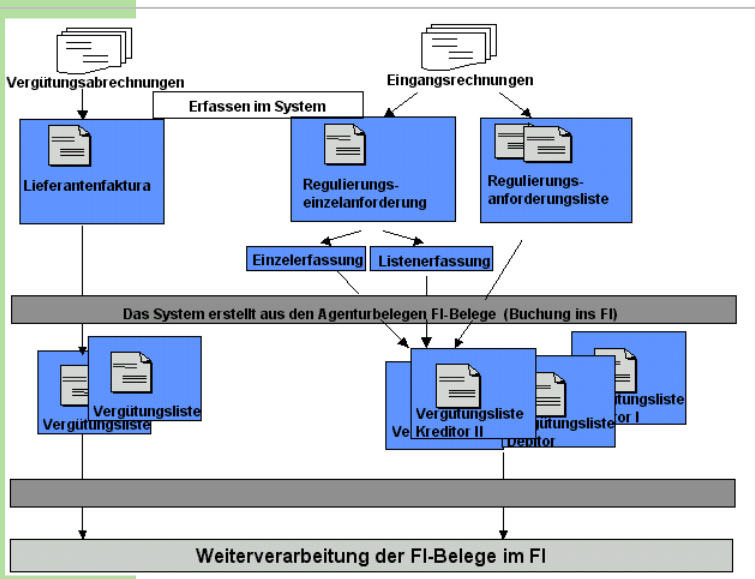 Vergütungsabrechnungen
Eingangsrechnungen
Erfassen im System
Lieferantenfaktura
Regulierungs-
einzelanforderung
Regulierungs-
anforderungsliste
Einzelerfassung
Listenerfassung
Das System erstellt aus den Agenturbelegen FI-Belege (Buchung ins FI)
Vergütungsliste
Vergütungsliste
Vergütungsliste
Kreditor II
Debitor
Weiterverarbeitung der FI-Belege im FI